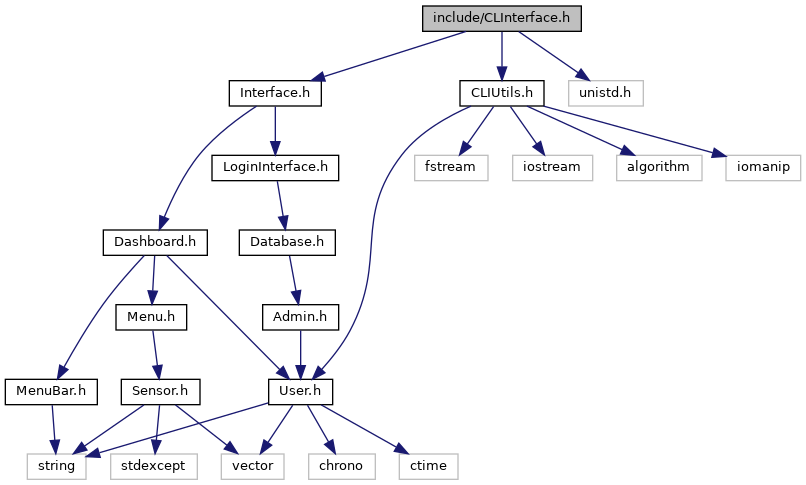 include/CLInterface.h
Interface.h
CLIUtils.h
unistd.h
LoginInterface.h
fstream
iostream
algorithm
iomanip
Dashboard.h
Database.h
Menu.h
Admin.h
MenuBar.h
Sensor.h
User.h
string
stdexcept
vector
chrono
ctime